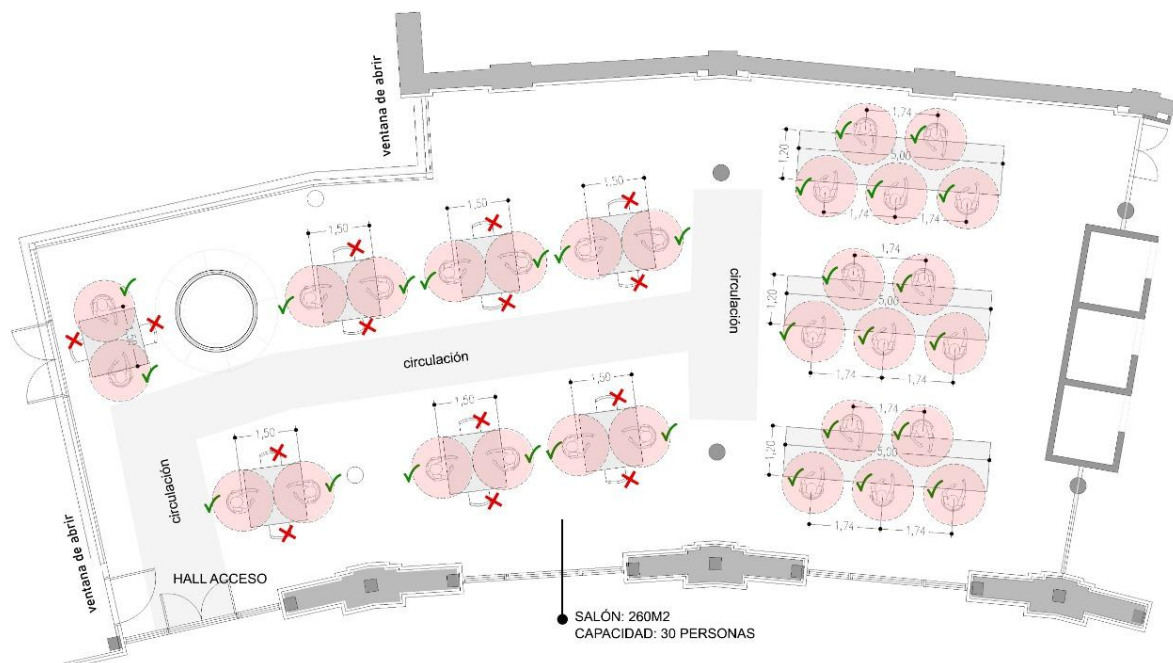 ventana de abrir
1,74
1,20
5,00
1,74
1,74
1,50
1,50
1,50
1,74
1,20
5,00
1,74
1,74
circulación
circulación
1,50
1,50
1,50
1,74
1,20
5,00
1,74
1,74
circulación
ventana de abrir
HALL ACCESO
SALÓN: 260M2
CAPACIDAD: 30 PERSONAS